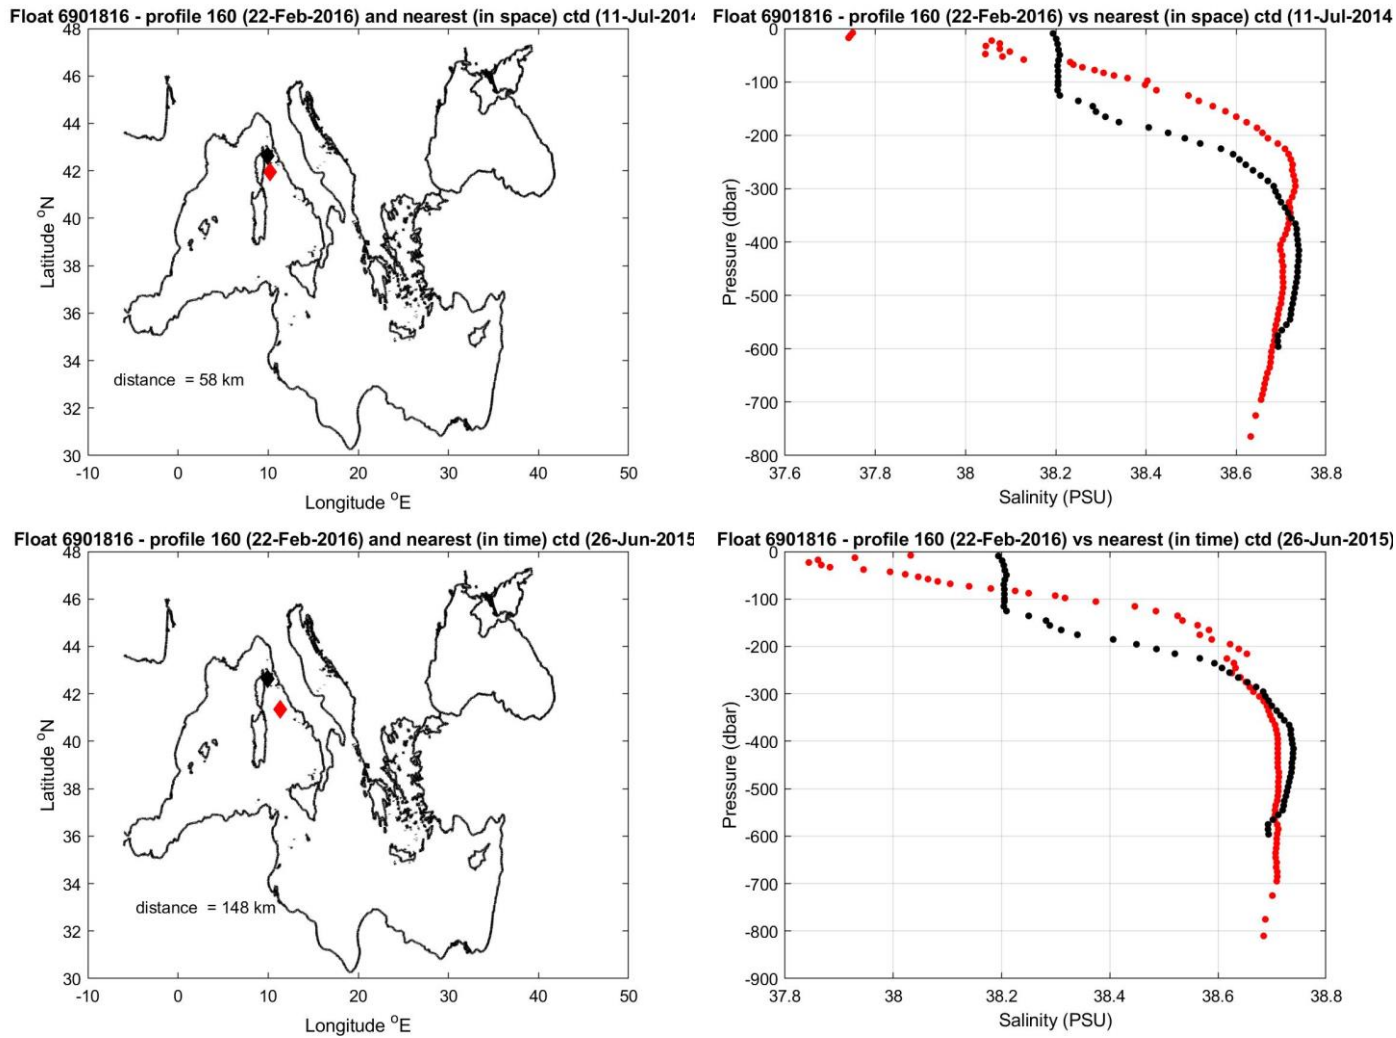 Float 6901816 - profile 160 (22-Feb-2016) and nearest (in space) ctd (11-Jul-2014
48
46
44
42
40
38
36
34
32
30
Latitude °N
distance = 58 km
-10 0 10 20 30 40 50
Longitude °E
Float 6901816 - profile 160 (22-Feb-2016) vs nearest (in space) ctd (11-Jul-2014
0
-100
-200
-300
-400
-500
-600
-700
-800
Pressure (dbar)
37.6 37.8 38 38.2 38.4 38.6 38.8
Salinity (PSU)
Float 6901816 - profile 160 (22-Feb-2016) and nearest (in time) ctd (26-Jun-2015
48
46
44
42
40
38
36
34
32
30
Latitude °N
distance = 148 km
-10 0 10 20 30 40 50
Longitude °E
Float 6901816 - profile 160 (22-Feb-2016) vs nearest (in time) ctd (26-Jun-2015)
0
-100
-200
-300
-400
-500
-600
-700
-800
-900
Pressure (dbar)
37.8 38 38.2 38.4 38.6 38.8
Salinity (PSU)